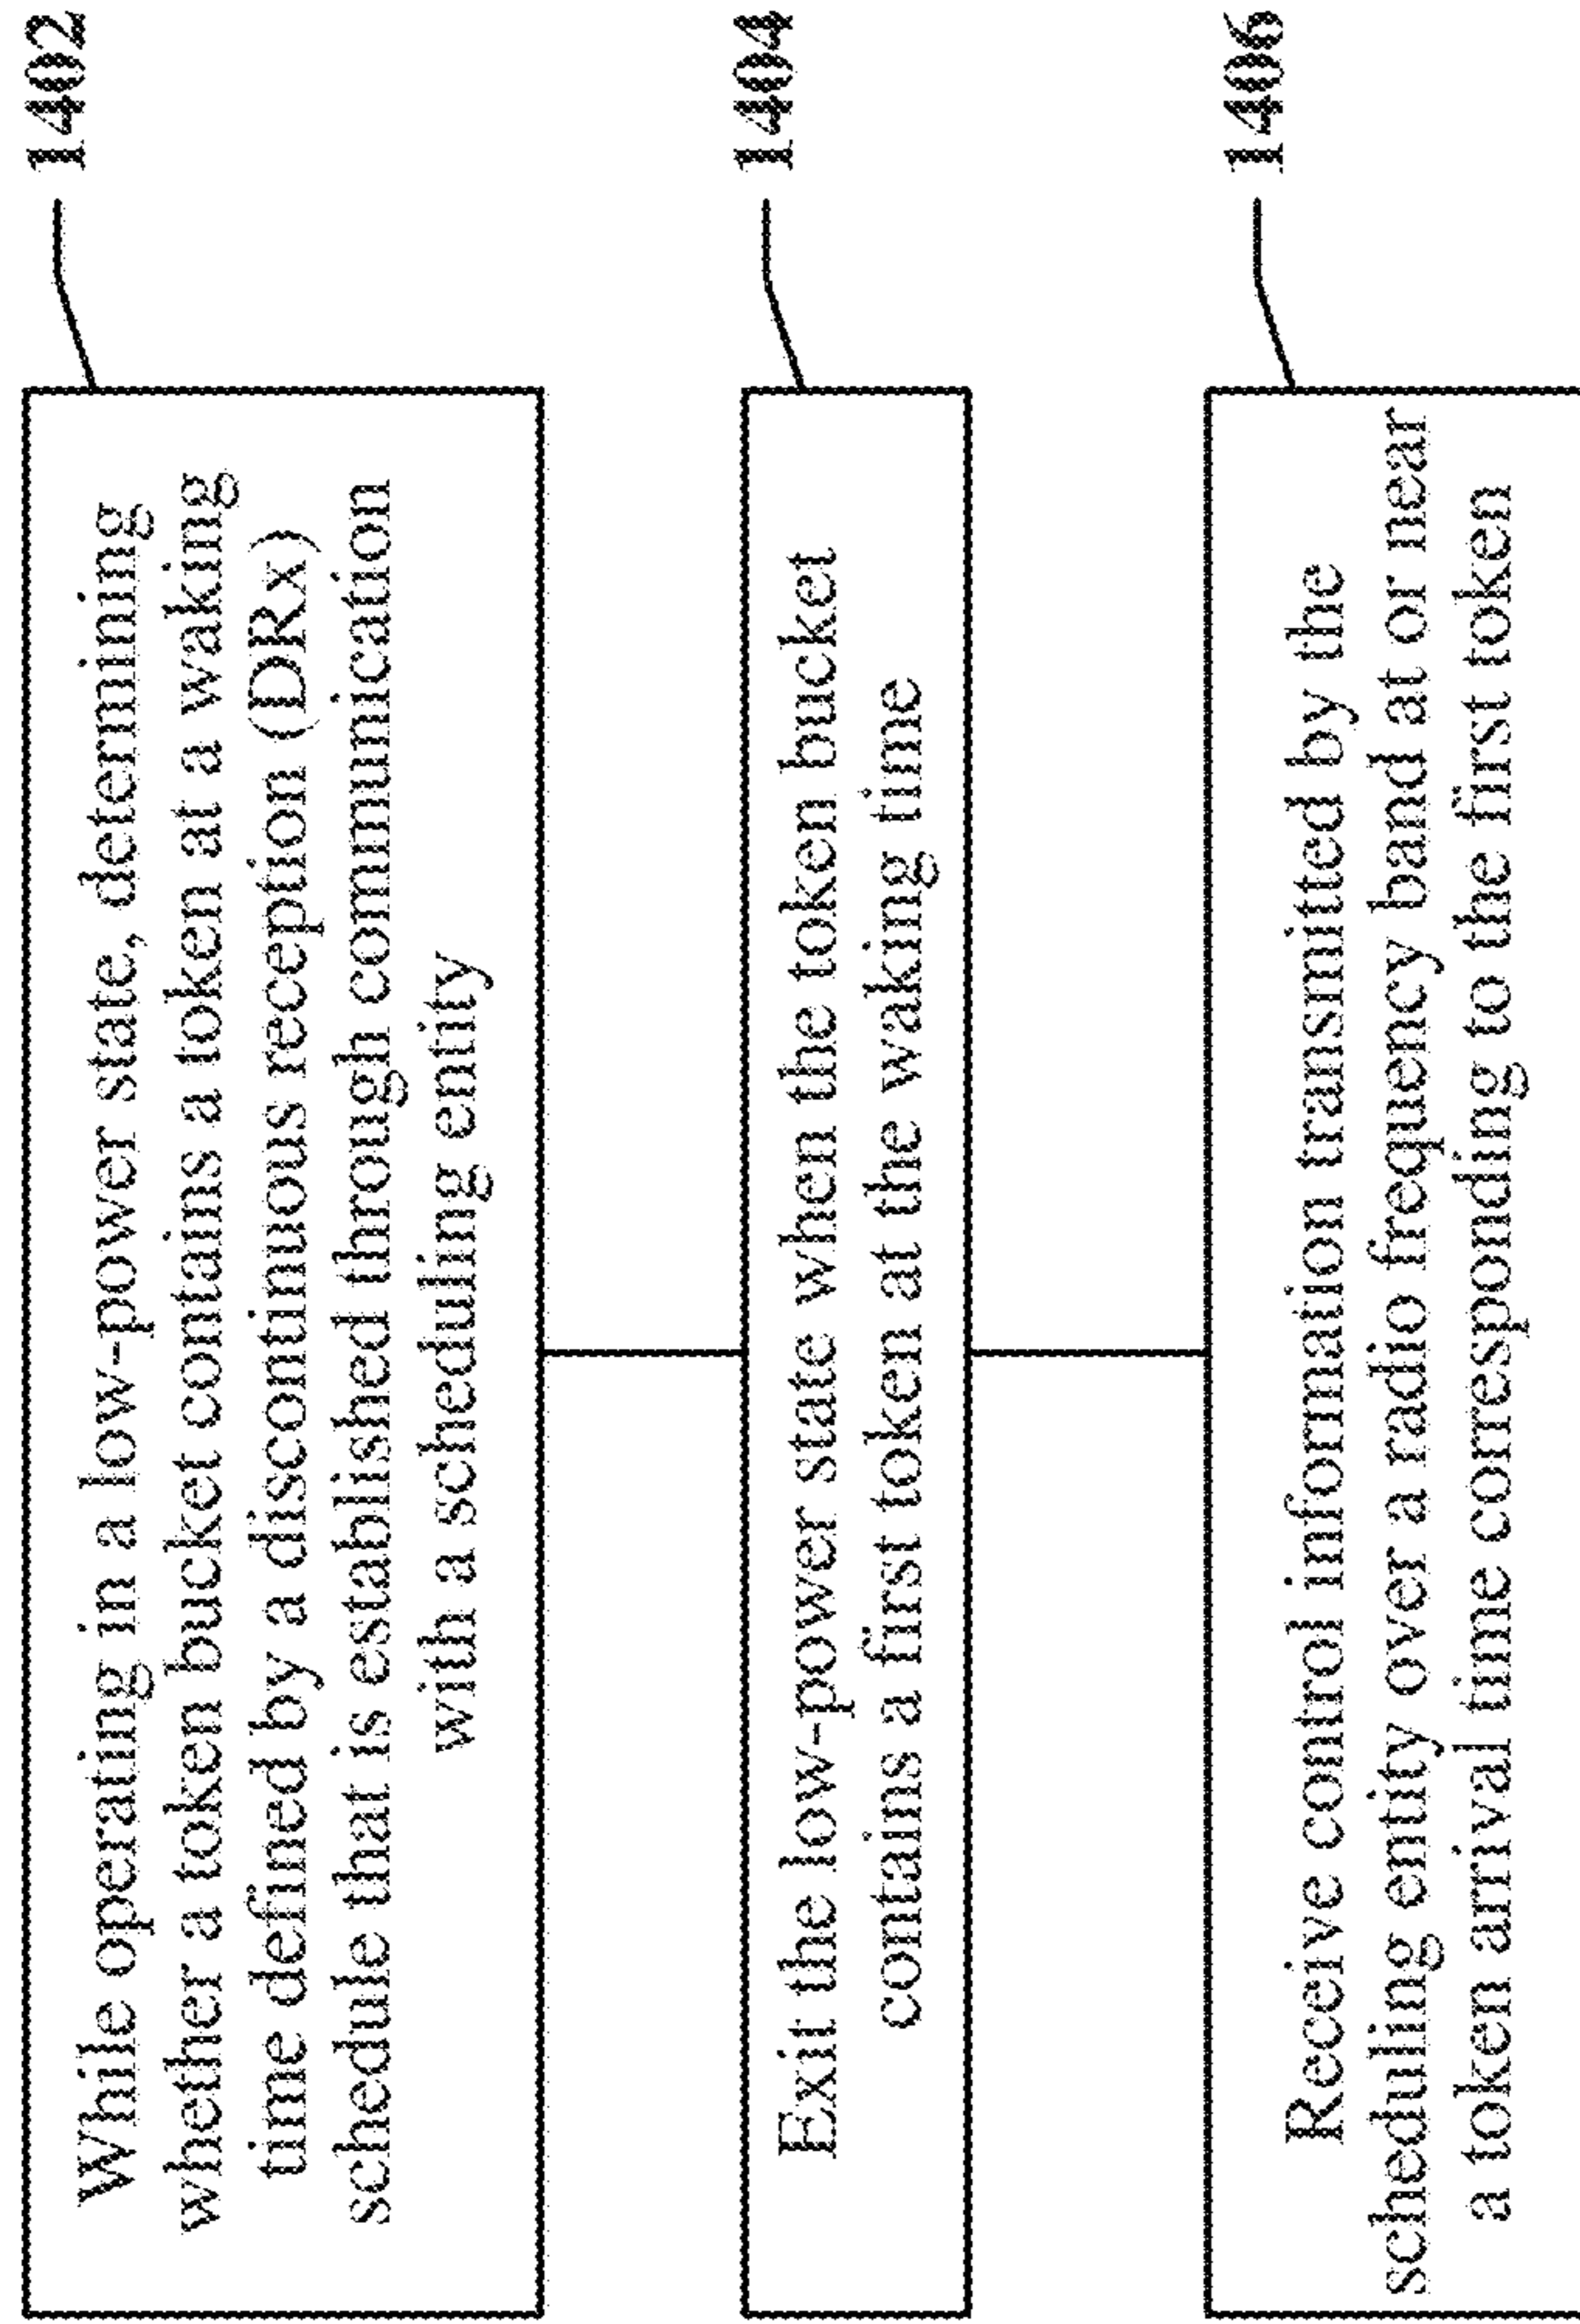 While operating in a low-power state, determining
whether a token bucket contains a token at a waking
time defined by a discontinuous reception (DRx)
schedule that is established through communication
with a scheduling entity
1402
Exit the low-power state when the token bucket
contains a first token at the waking time
1404
Receive control information transmitted by the
scheduling entity over a radio frequency band at or near
a token arrival time corresponding to the first token
1406